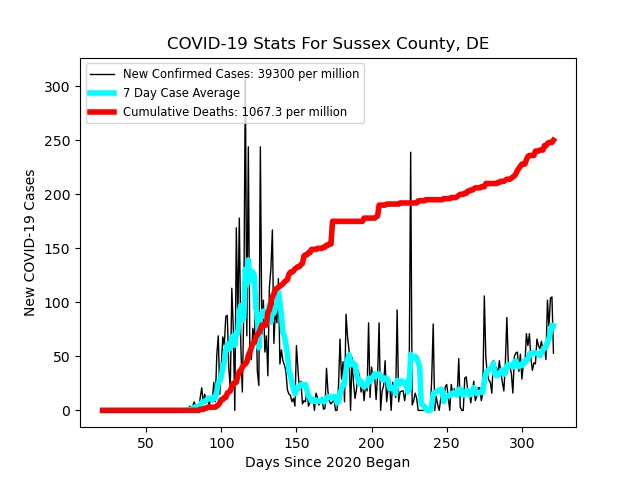 COVID-19 Stats For Sussex County, DE
New Confirmed Cases: 39300 per million
7 Day Case Average
Cumulative Deaths: 1067.3 per million
New COVID-19 Cases
300
250
200
150
100
50
0
50 100 150 200 250 300
Days Since 2020 Began